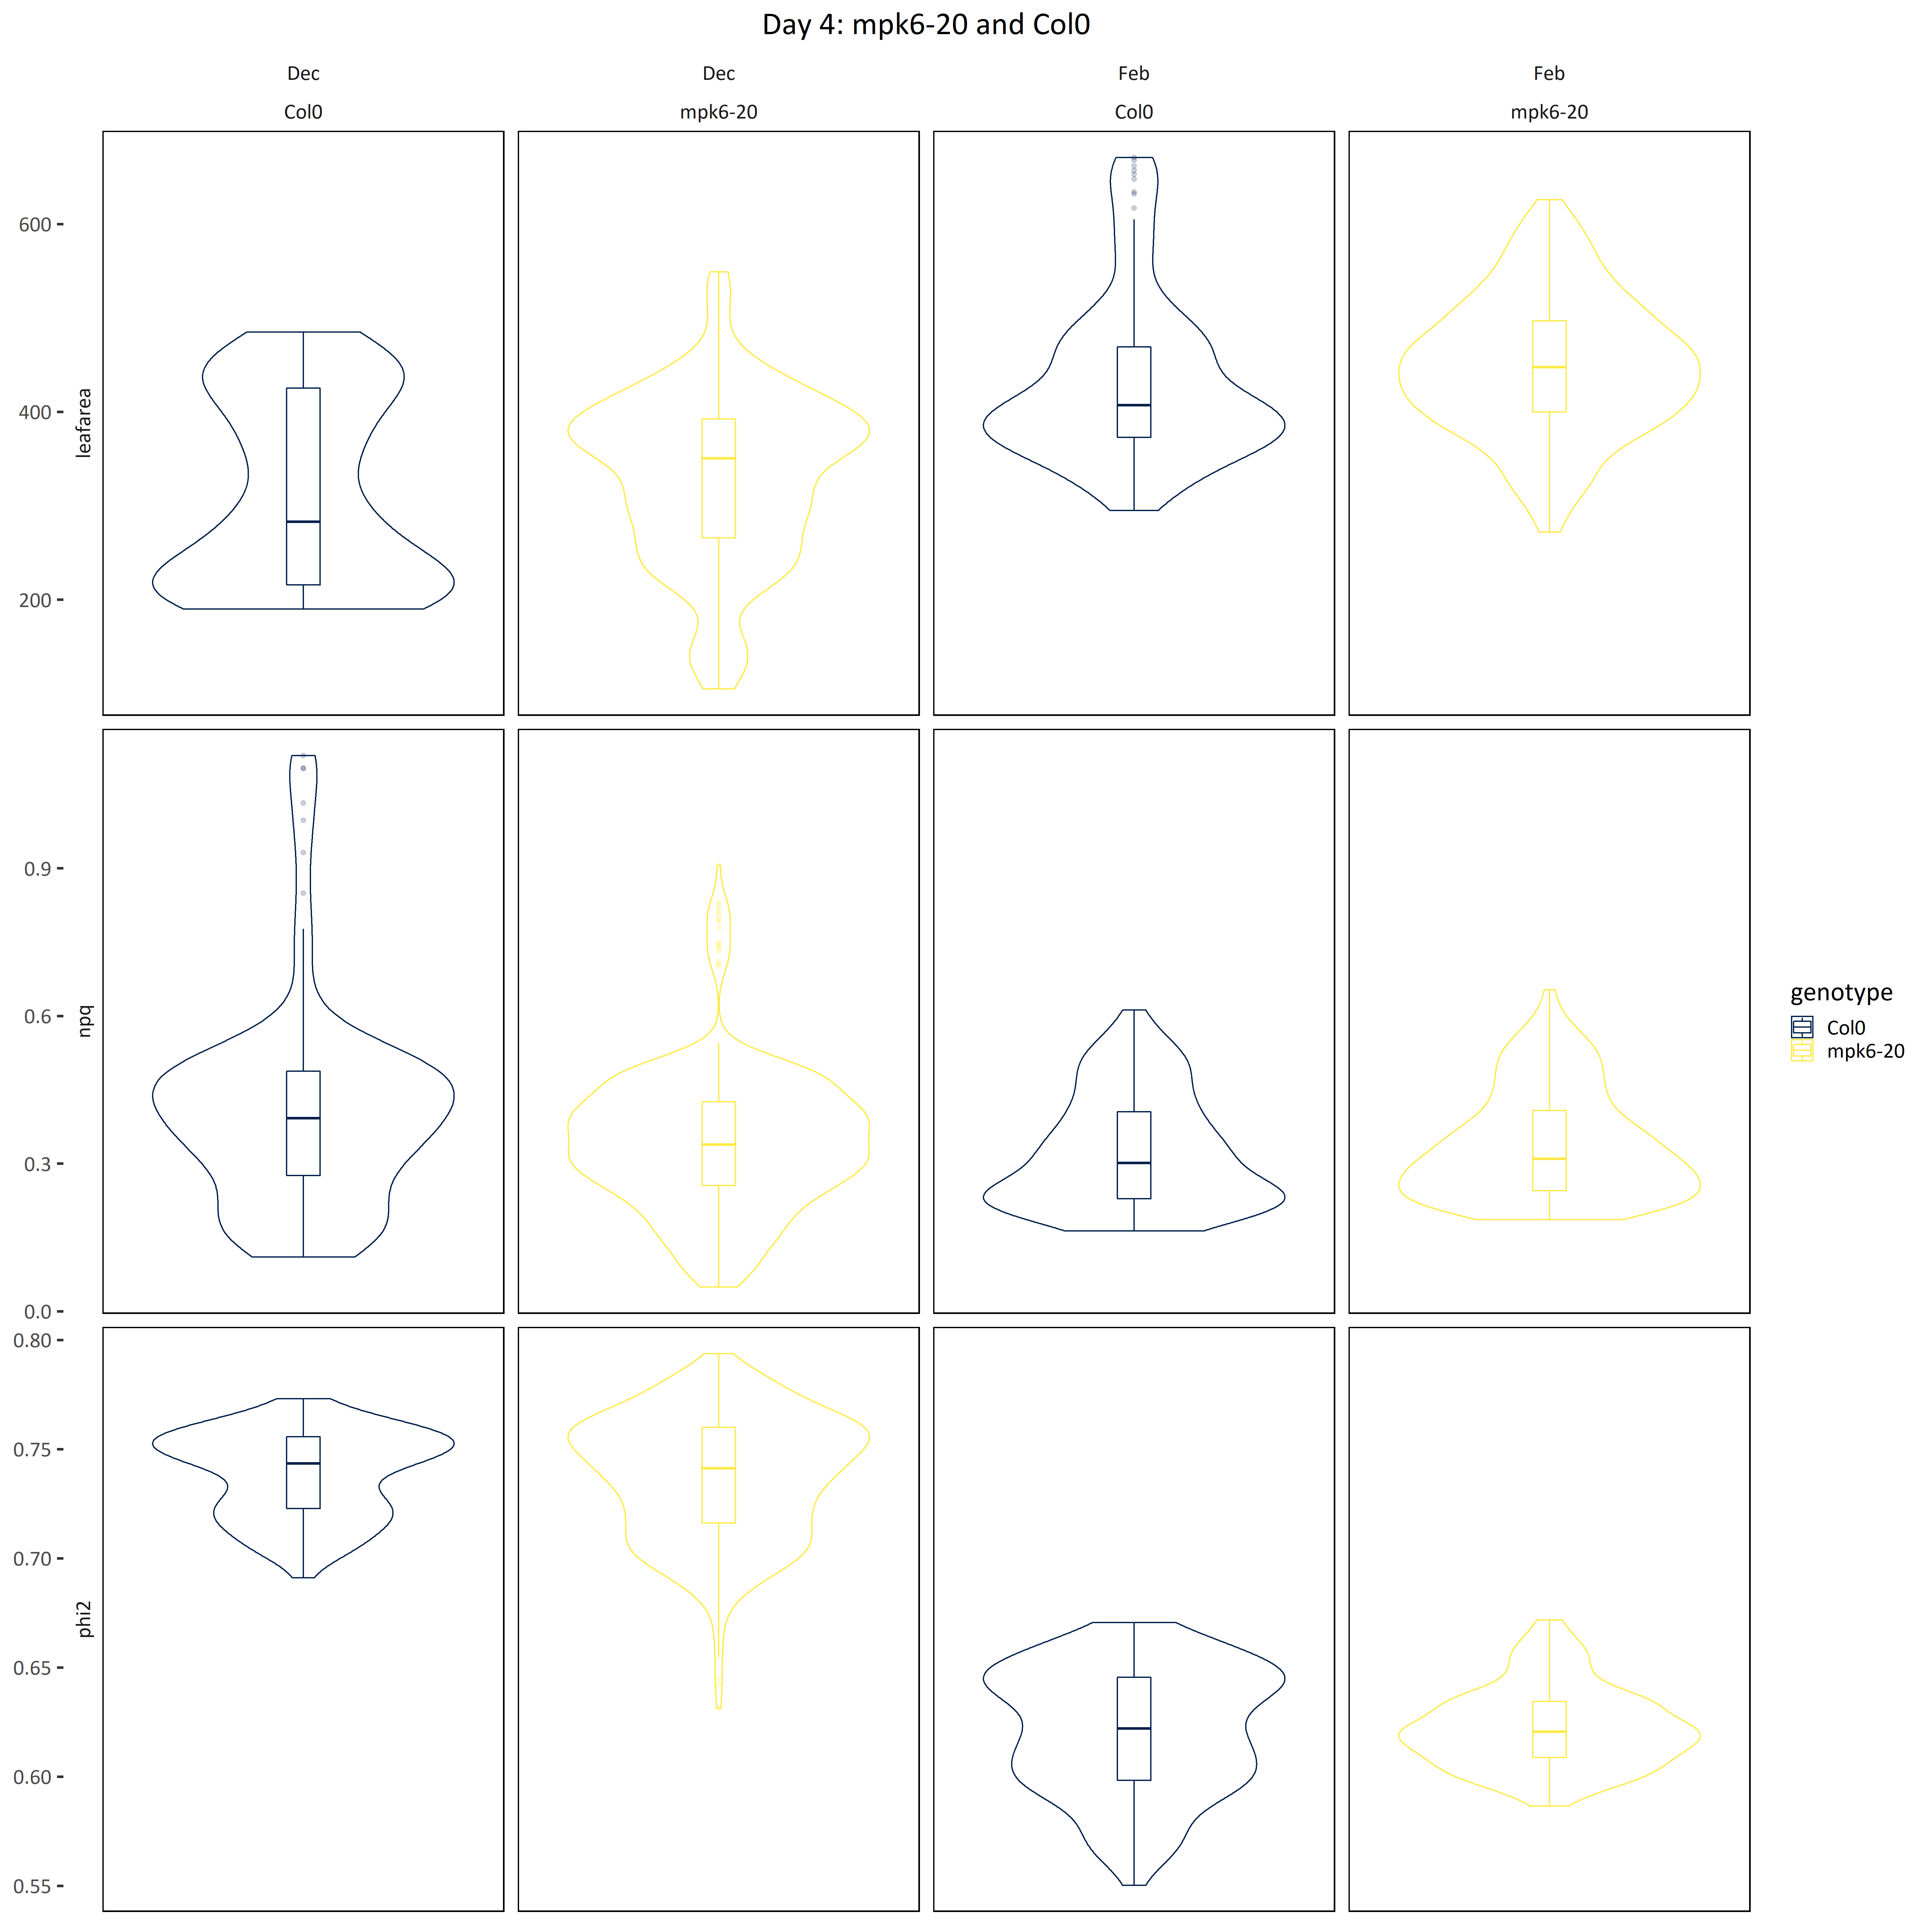 Day 4: mpk6-20 and Col0
Dec Dec Feb Feb
Col0 mpk6-20 Col0 mpk6-20
600
400
200
leafarea
0.9
0.6
0.3
0.0
npq
0.80
0.75
0.70
0.65
0.60
0.55
phi2
genotype
Col0
mpk6-20